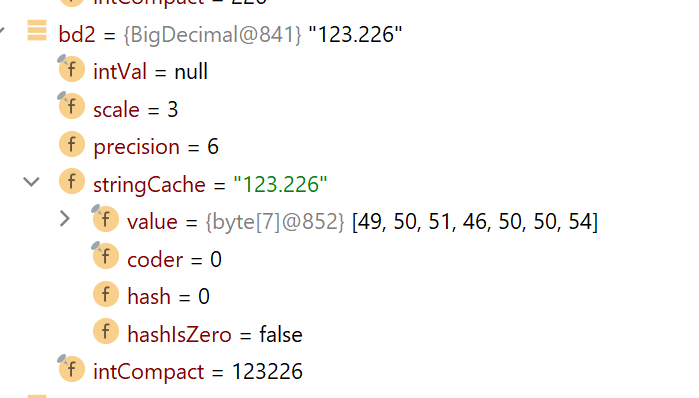 intCompact = 226
bd2 = {BigDecimal@841} "123.226"
f intVal = null
f scale = 3
f precision = 6
f stringCache = "123.226"
f value = {byte[7]@852} [49, 50, 51, 46, 50, 50, 54]
f coder = 0
f hash = 0
f hashIsZero = false
f intCompact = 123226